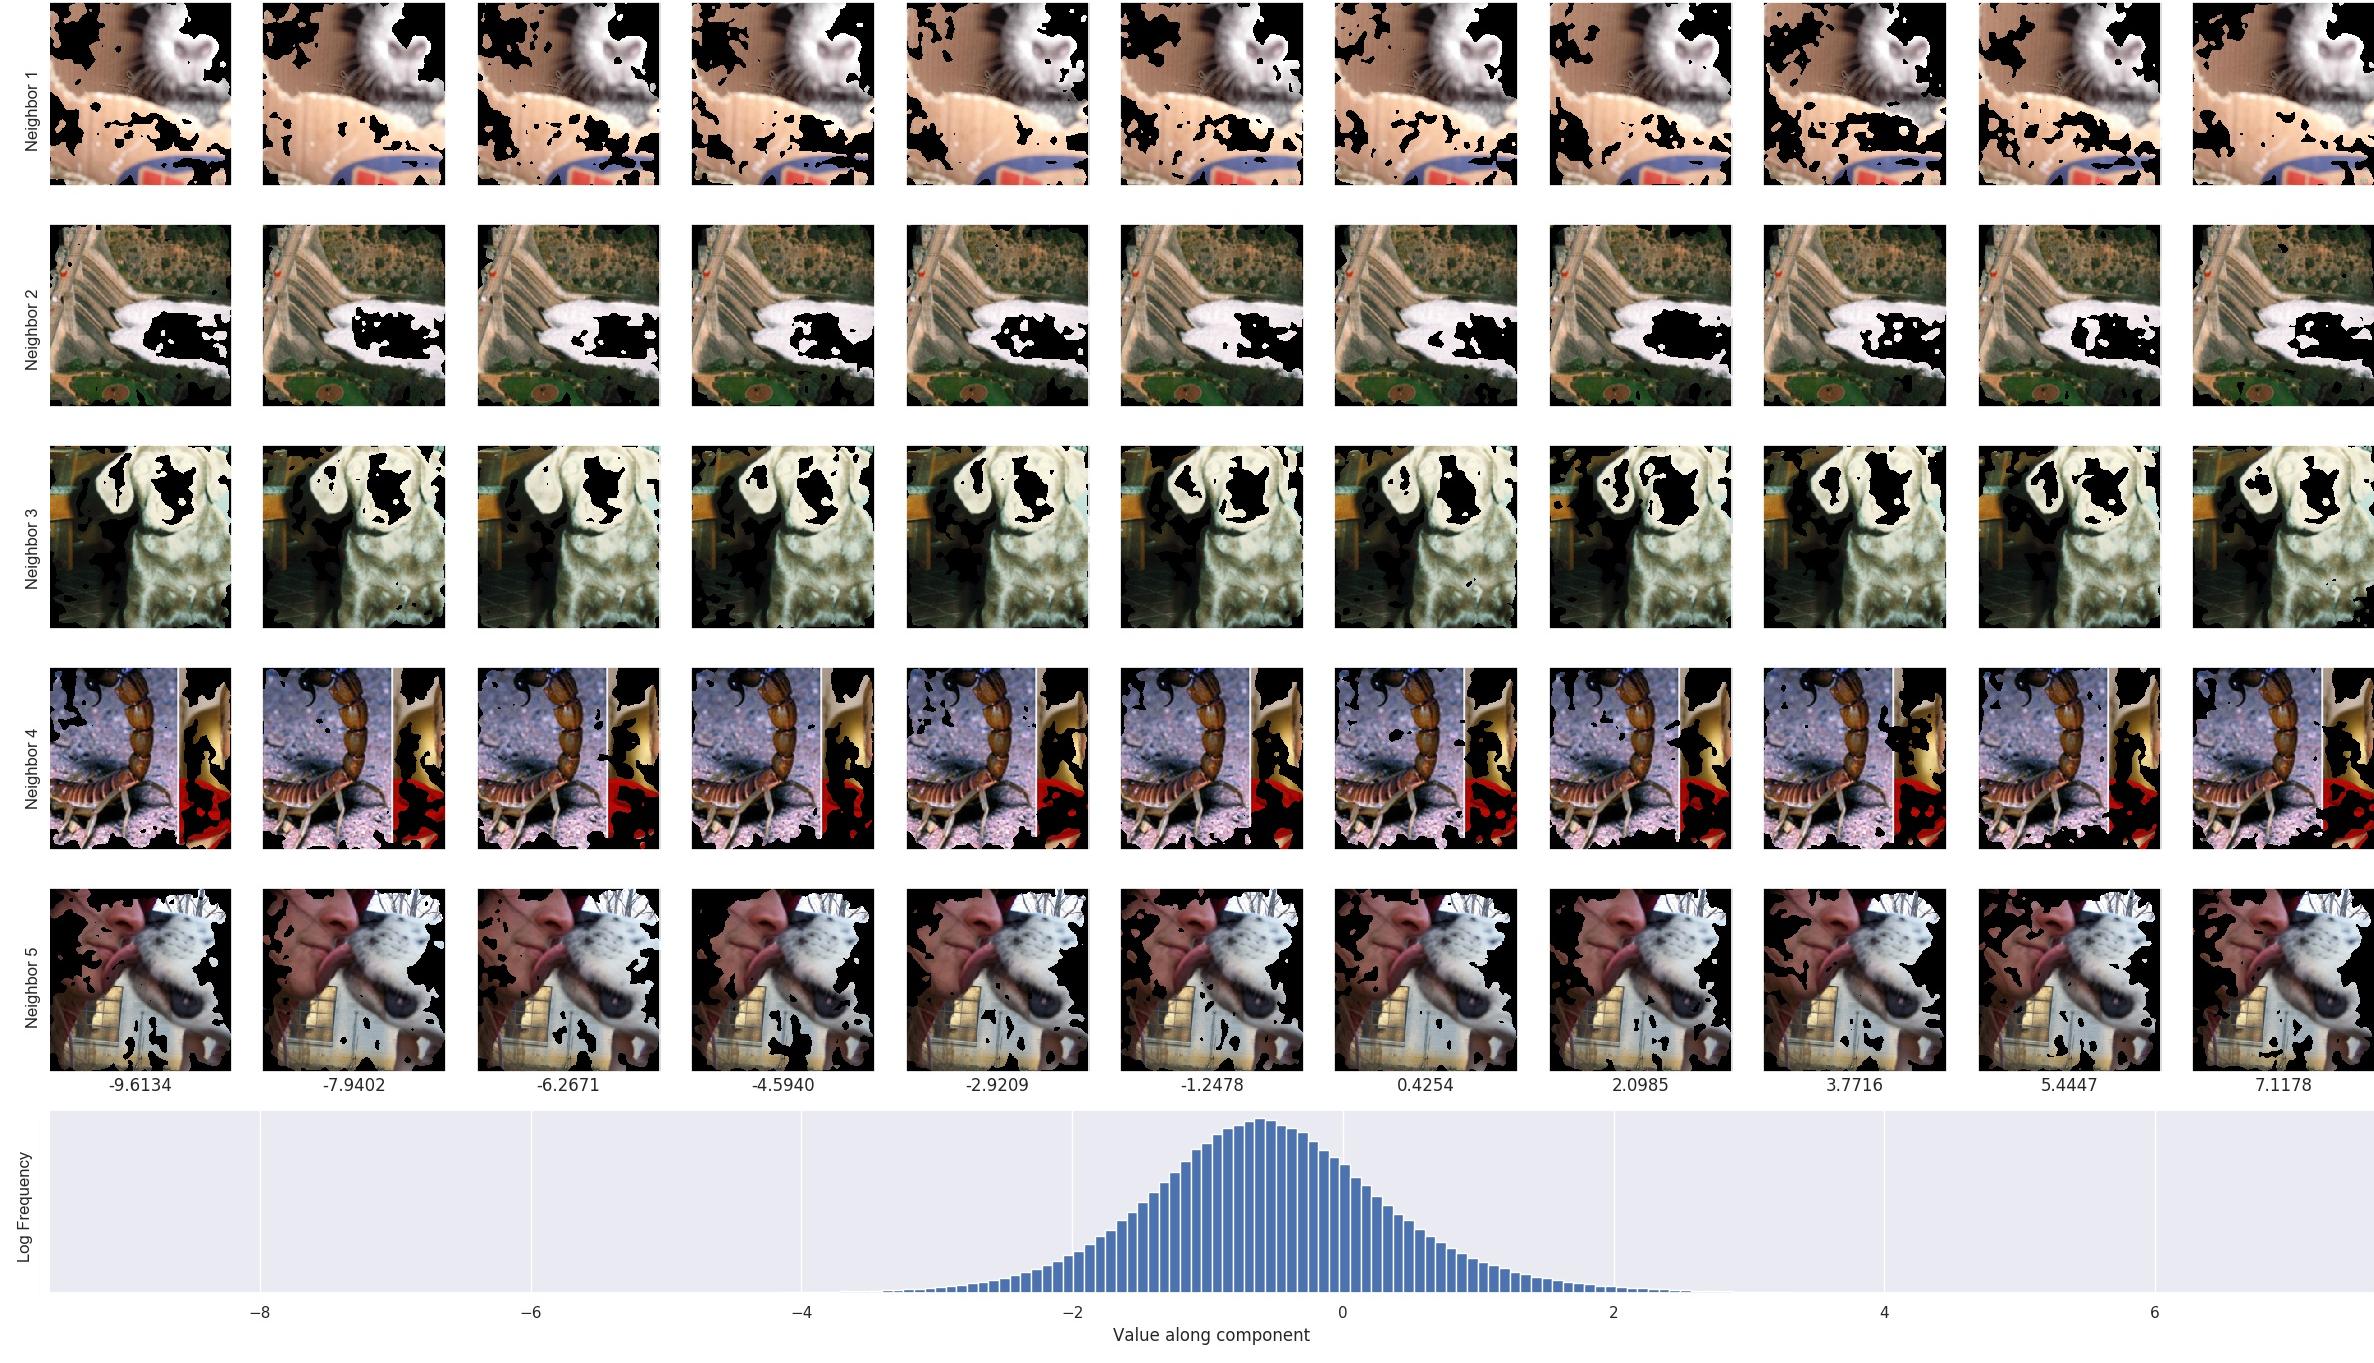 Neighbor 1
Neighbor 2
Neighbor 3
Neighbor 4
Neighbor 5
-9.6134 -7.9402 -6.2671 -4.5940 -2.9209 -1.2478 0.4254 2.0985 3.7716 5.4447 7.1178
Log Frequency
−8 −6 −4 −2 0 2 4 6
Value along component